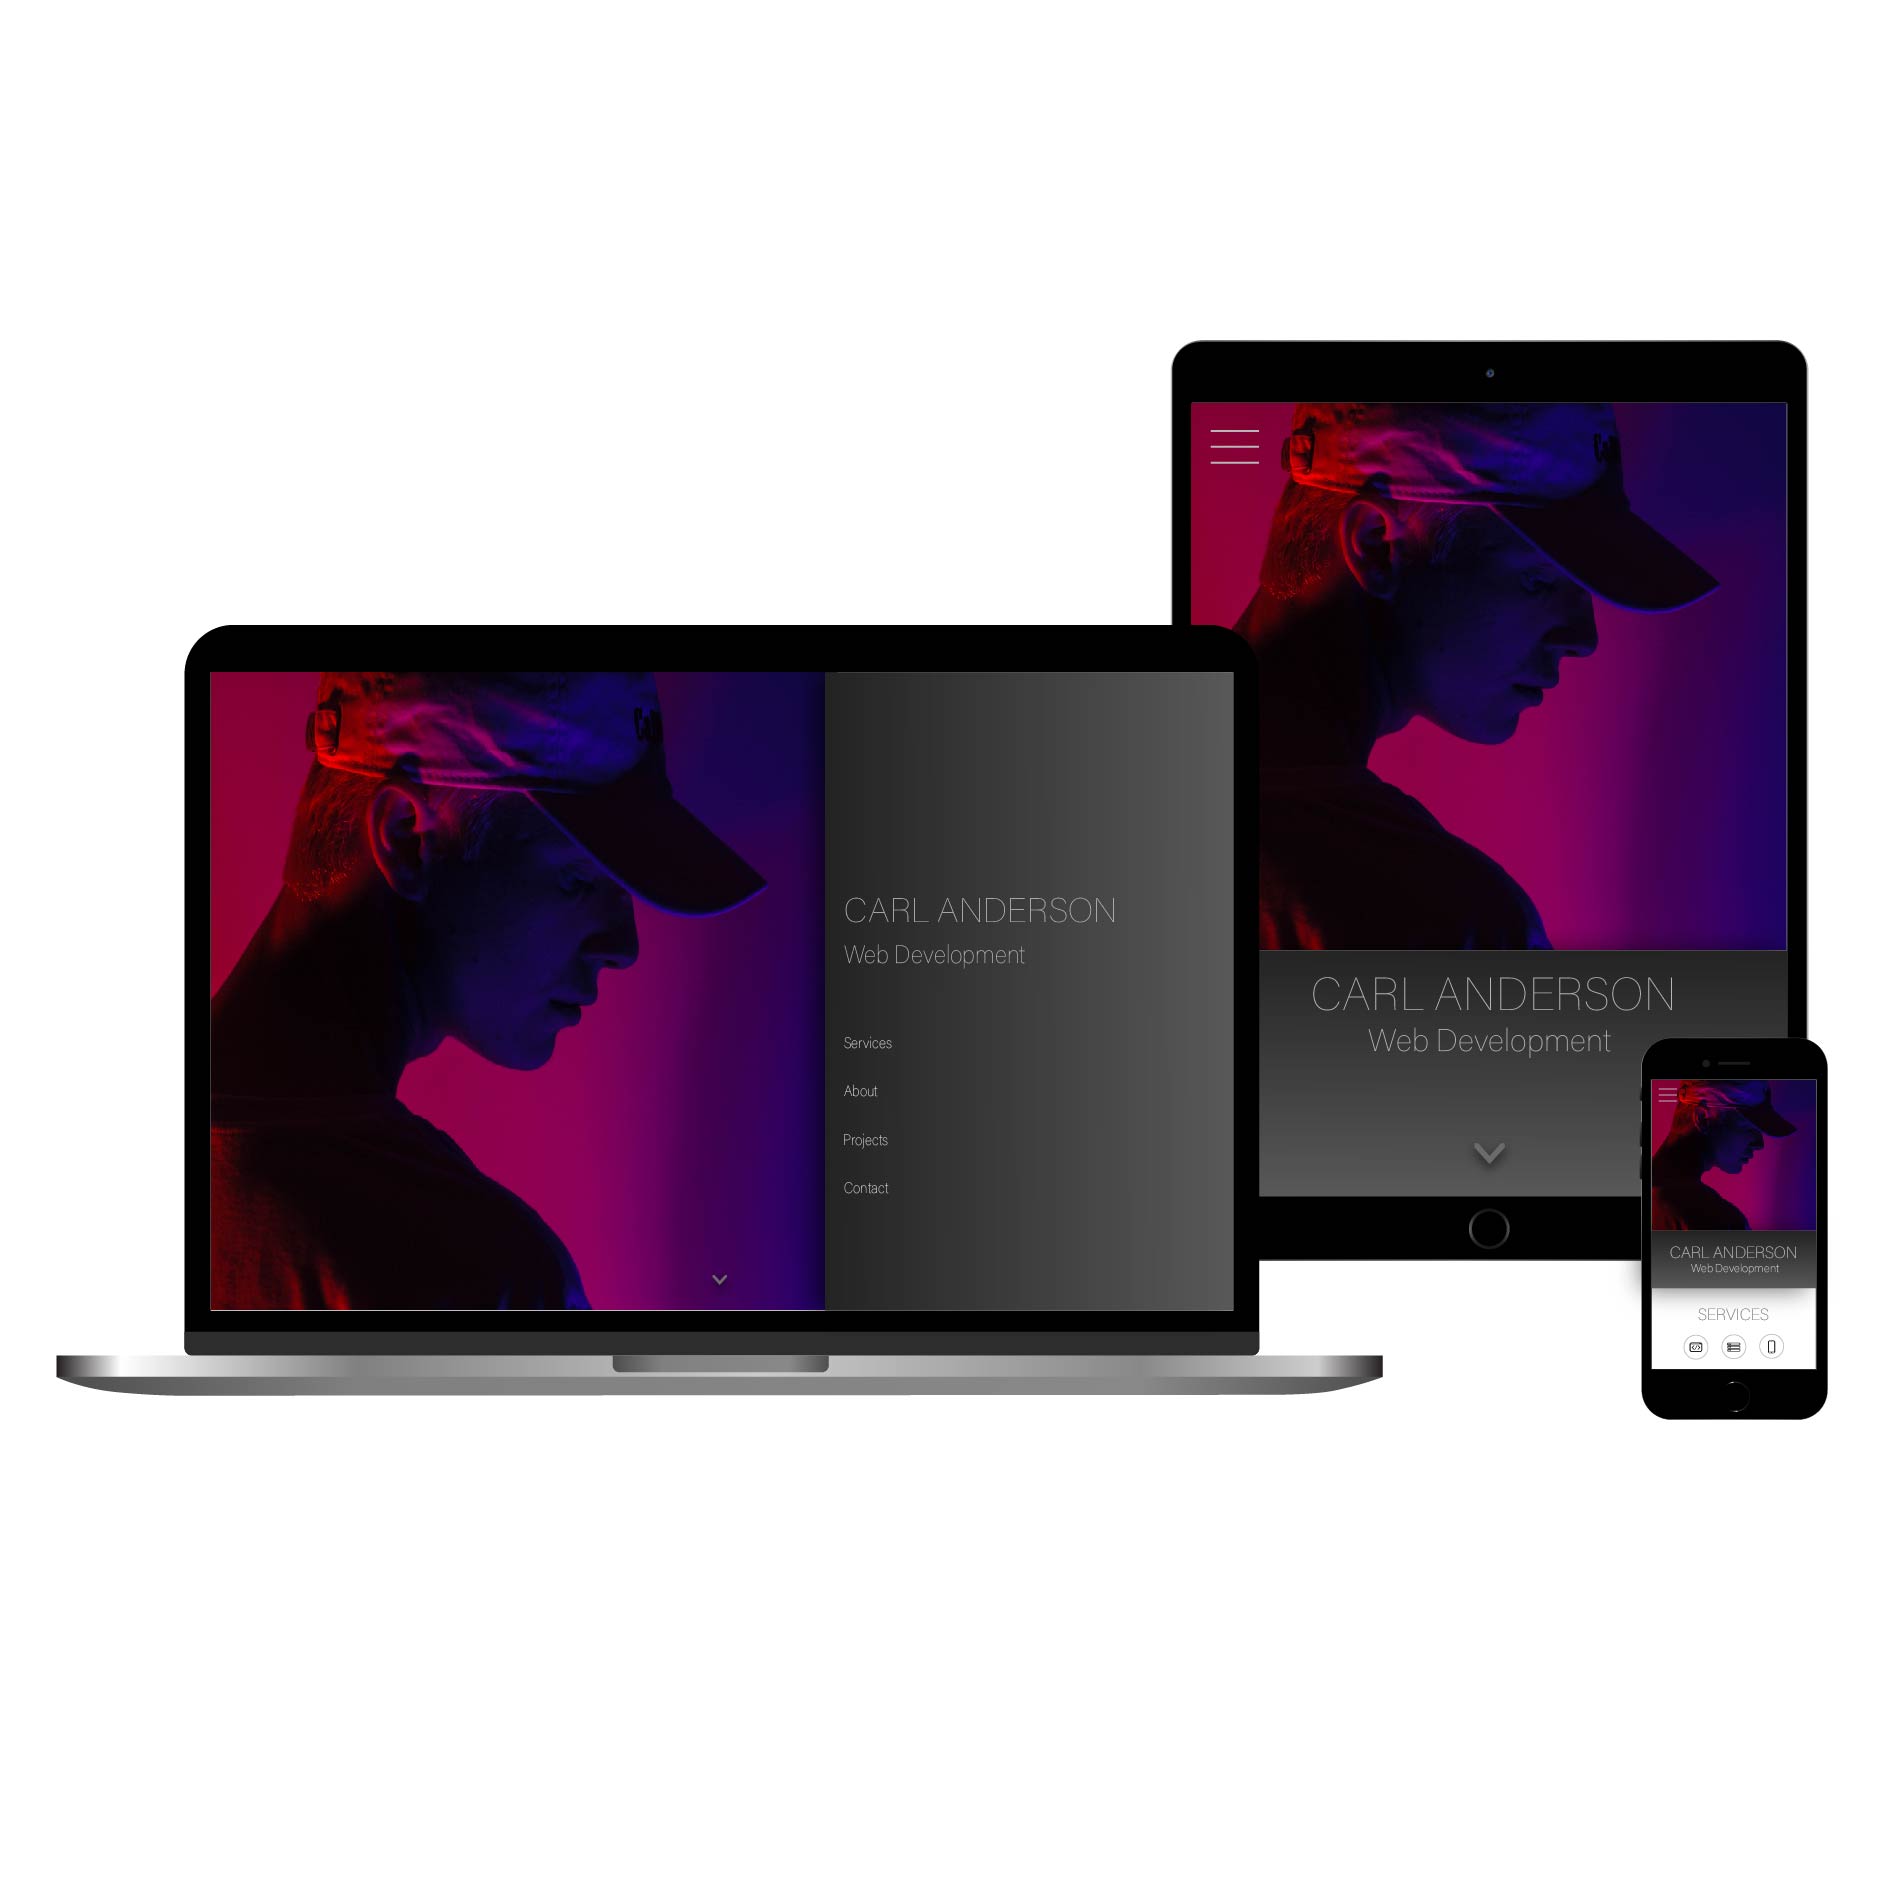 CARL ANDERSON
Web Development
Services
About
Projects
Contact
CARL ANDERSON
Web Development
CARL ANDERSON
Web Development
SERVICES